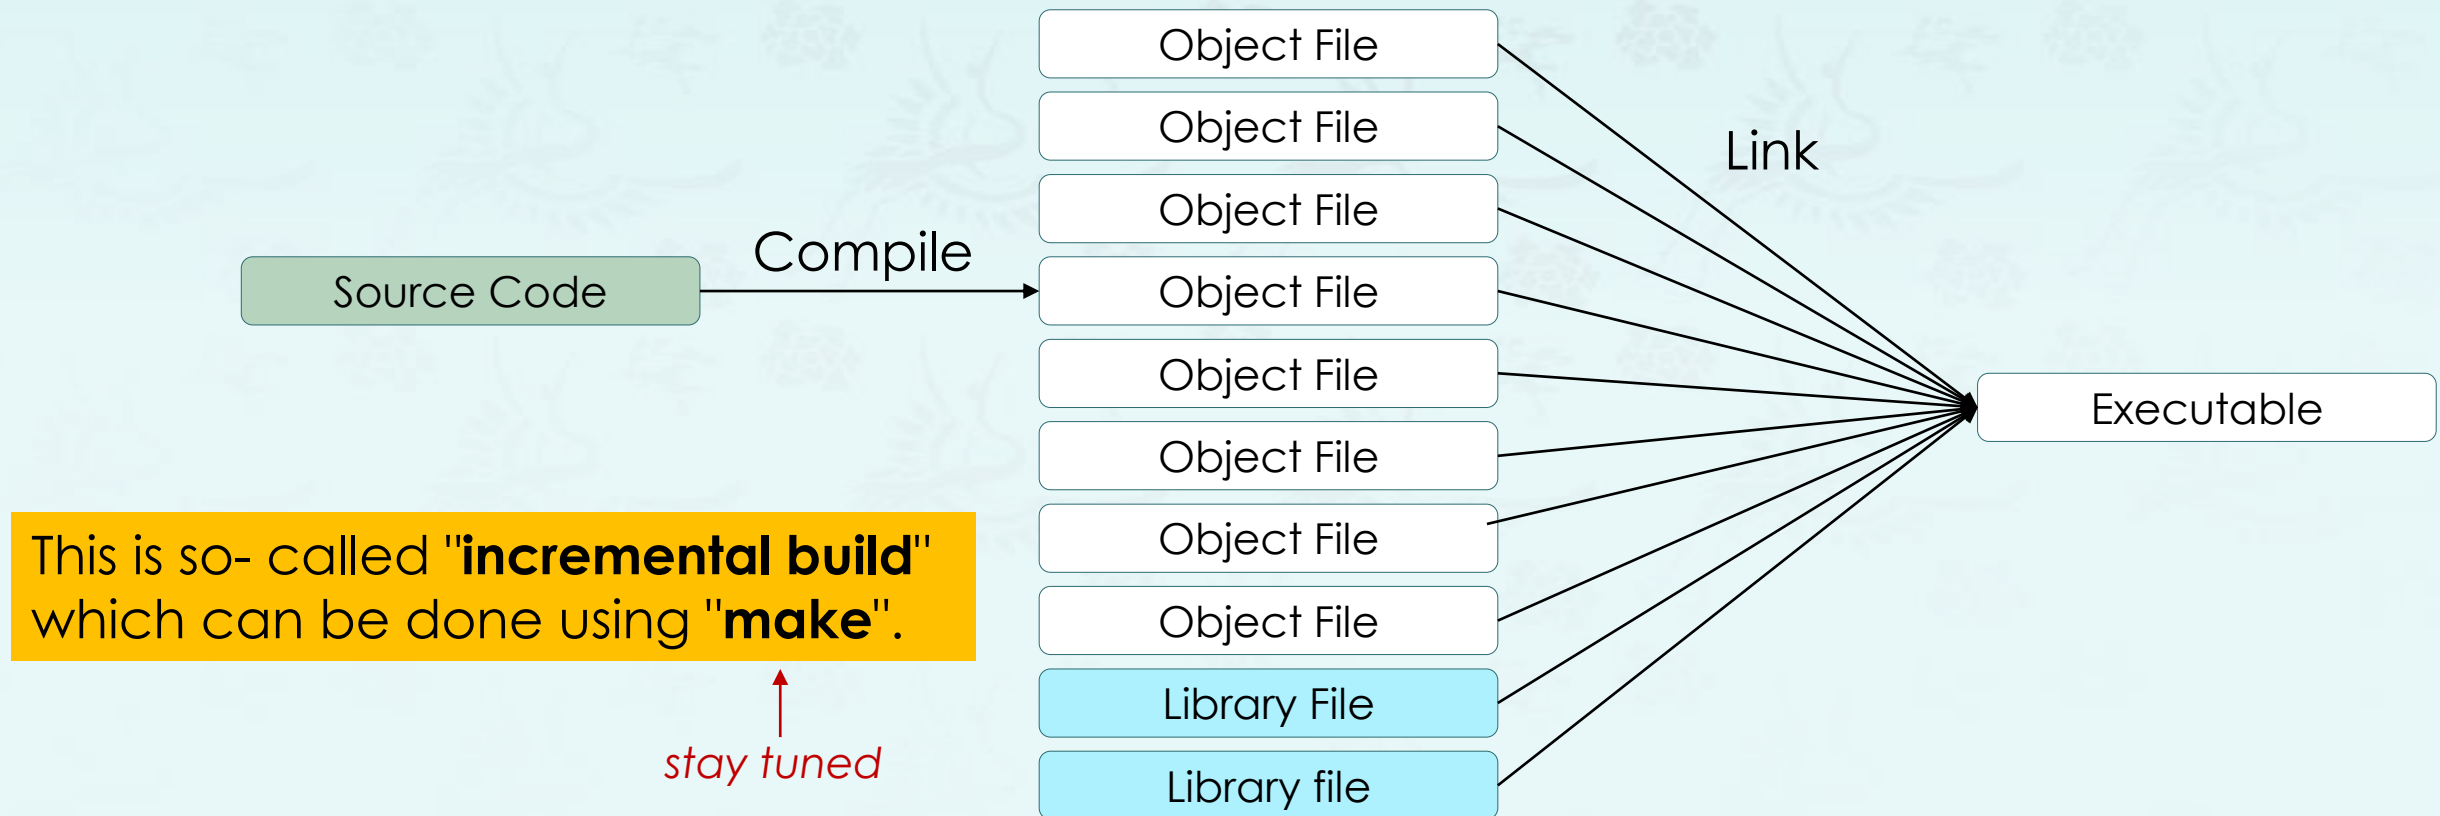 Object File
Object File
Link
Object File
Compile
Source Code
Object File
Object File
Executable
Object File
Object File
This is so- called "incremental build"
which can be done using "make".
Object File
Library File
stay tuned
Library file